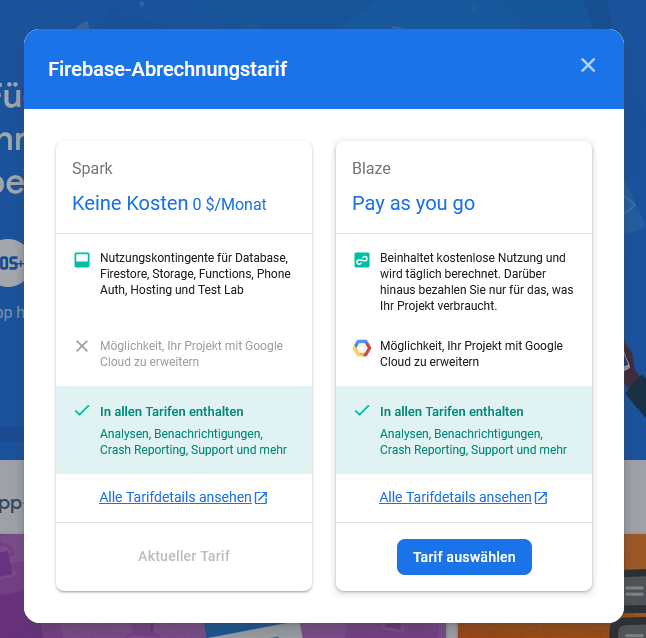 Firebase-Abrechnungstarif
Spark
Keine Kosten 0 $/Monat
Nutzungskontingente für Database,
Firestore, Storage, Functions, Phone
Auth, Hosting und Test Lab
Möglichkeit, Ihr Projekt mit Google
Cloud zu erweitern
In allen Tarifen enthalten
Analysen, Benachrichtigungen,
Crash Reporting, Support und mehr
Alle Tarifdetails ansehen
Aktueller Tarif
Blaze
Pay as you go
Beinhaltet kostenlose Nutzung und
wird täglich berechnet. Darüber
hinaus bezahlen Sie nur für das, was
Ihr Projekt verbraucht.
Möglichkeit, Ihr Projekt mit Google
Cloud zu erweitern
In allen Tarifen enthalten
Analysen, Benachrichtigungen,
Crash Reporting, Support und mehr
Alle Tarifdetails ansehen
Tarif auswählen